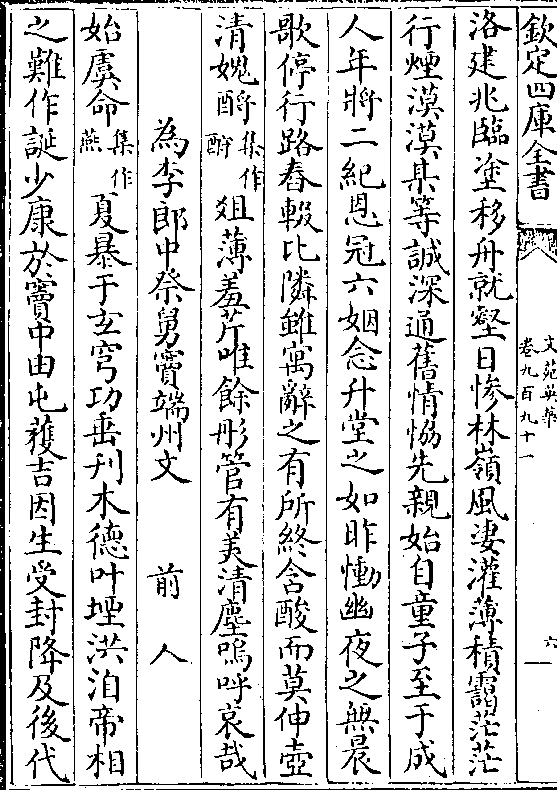 欽定四庫全書
文苑英華
卷九百九十一
六
洛建兆臨塗移舟就壑日慘林嶺風淒灌薄積靄茫茫
行煙漠漠某等誠深通舊情恊先親始自童子至于成
人年將二紀恩冠六姻念升堂之如昨慟幽夜之無晨
歌停行路舂輟比隣雖寓辭之有所終含酸而莫伸壺
清媿酹集作酧俎薄羞芹唯餘彤管有美清塵嗚呼哀哉
為李郎中祭舅竇端州文　前人
始虞命集作燕夏暴于玄穹功垂刋木德叶堙洪洎帝相
之難作誕少康於竇中由屯䕶吉因生受封降及後代